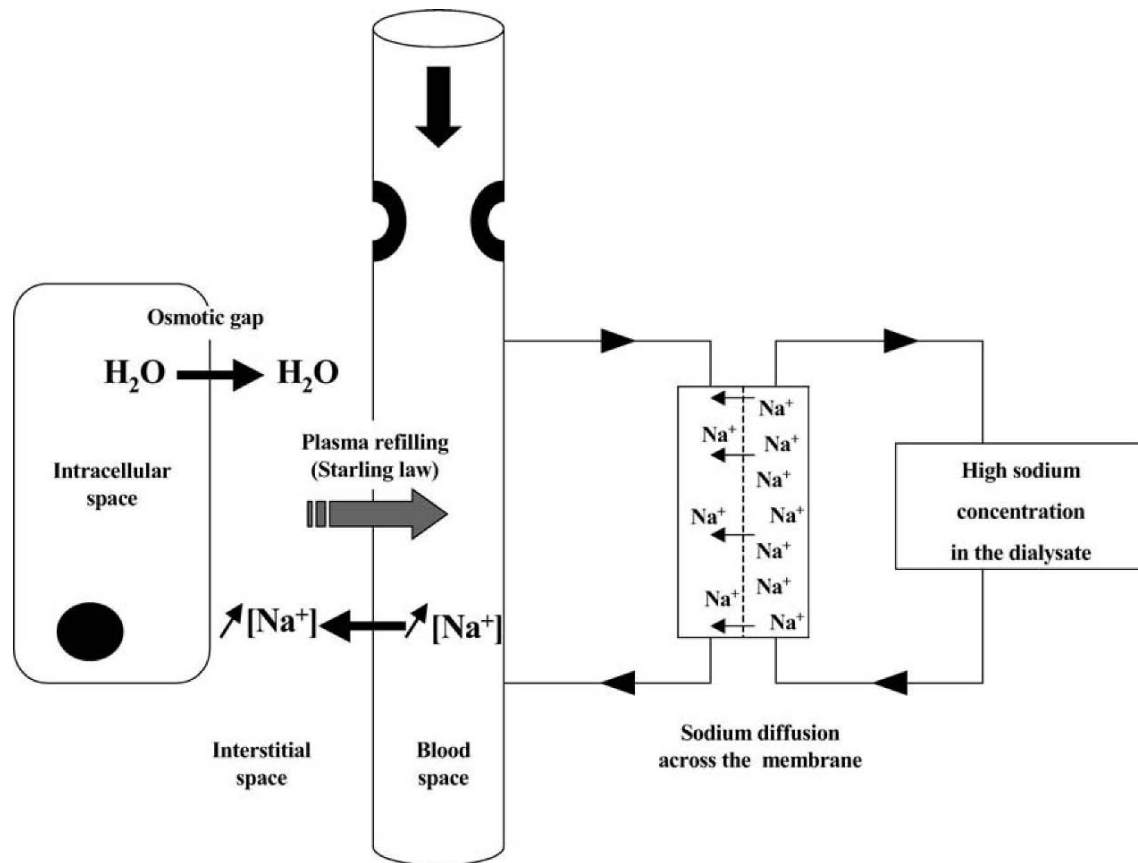 Osmotic gap
H₂O
H₂O
Plasma refilling
(Starling law)
Intracellular
space
[Na⁺]
[Na⁺]
Interstitial
space
Blood
space
Na⁺
Na⁺
Na⁺
Na⁺
Na⁺
Na⁺
Na⁺
Na⁺
Na⁺
Na⁺
High sodium
concentration
in the dialysate
Sodium diffusion
across the membrane